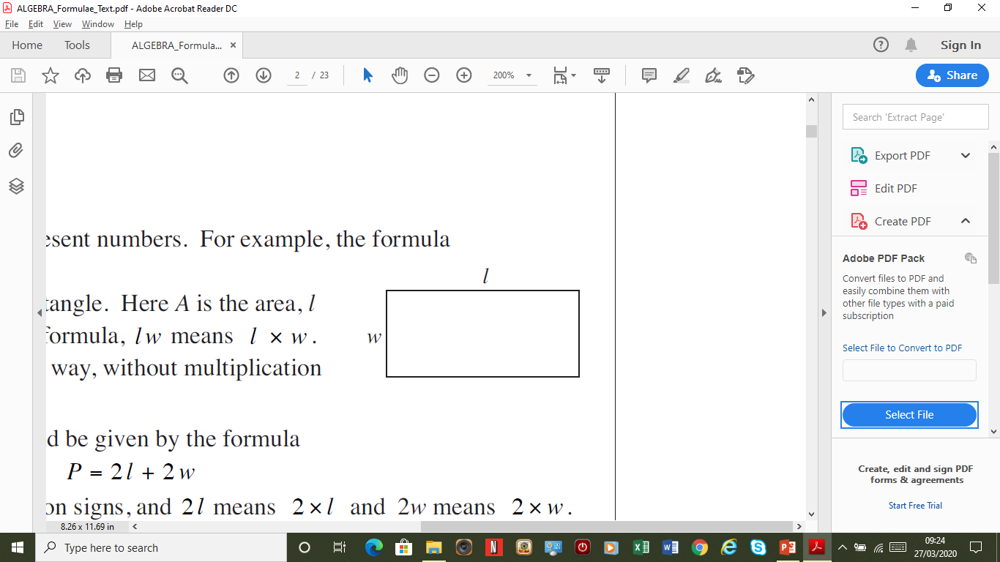 ALGEBRA_Formulae_Text.pdf - Adobe Acrobat Reader DC
File Edit View Window Help
Home Tools ALGEBRA_Formula... × Sign In
2 / 23 200% Share
esent numbers. For example, the formula
l
tangle. Here A is the area, l
formula, lw means l × w.
w
way, without multiplication
d be given by the formula
P = 2l + 2w
on signs, and 2l means 2 × l and 2w means 2 × w.
8.26 x 11.69 in
Search 'Extract Page'
Export PDF
Edit PDF
Create PDF
Adobe PDF Pack
Convert files to PDF and
easily combine them with
other file types with a paid
subscription
Select File to Convert to PDF
Select File
Create, edit and sign PDF
forms & agreements
Start Free Trial
Type here to search
09:24
27/03/2020